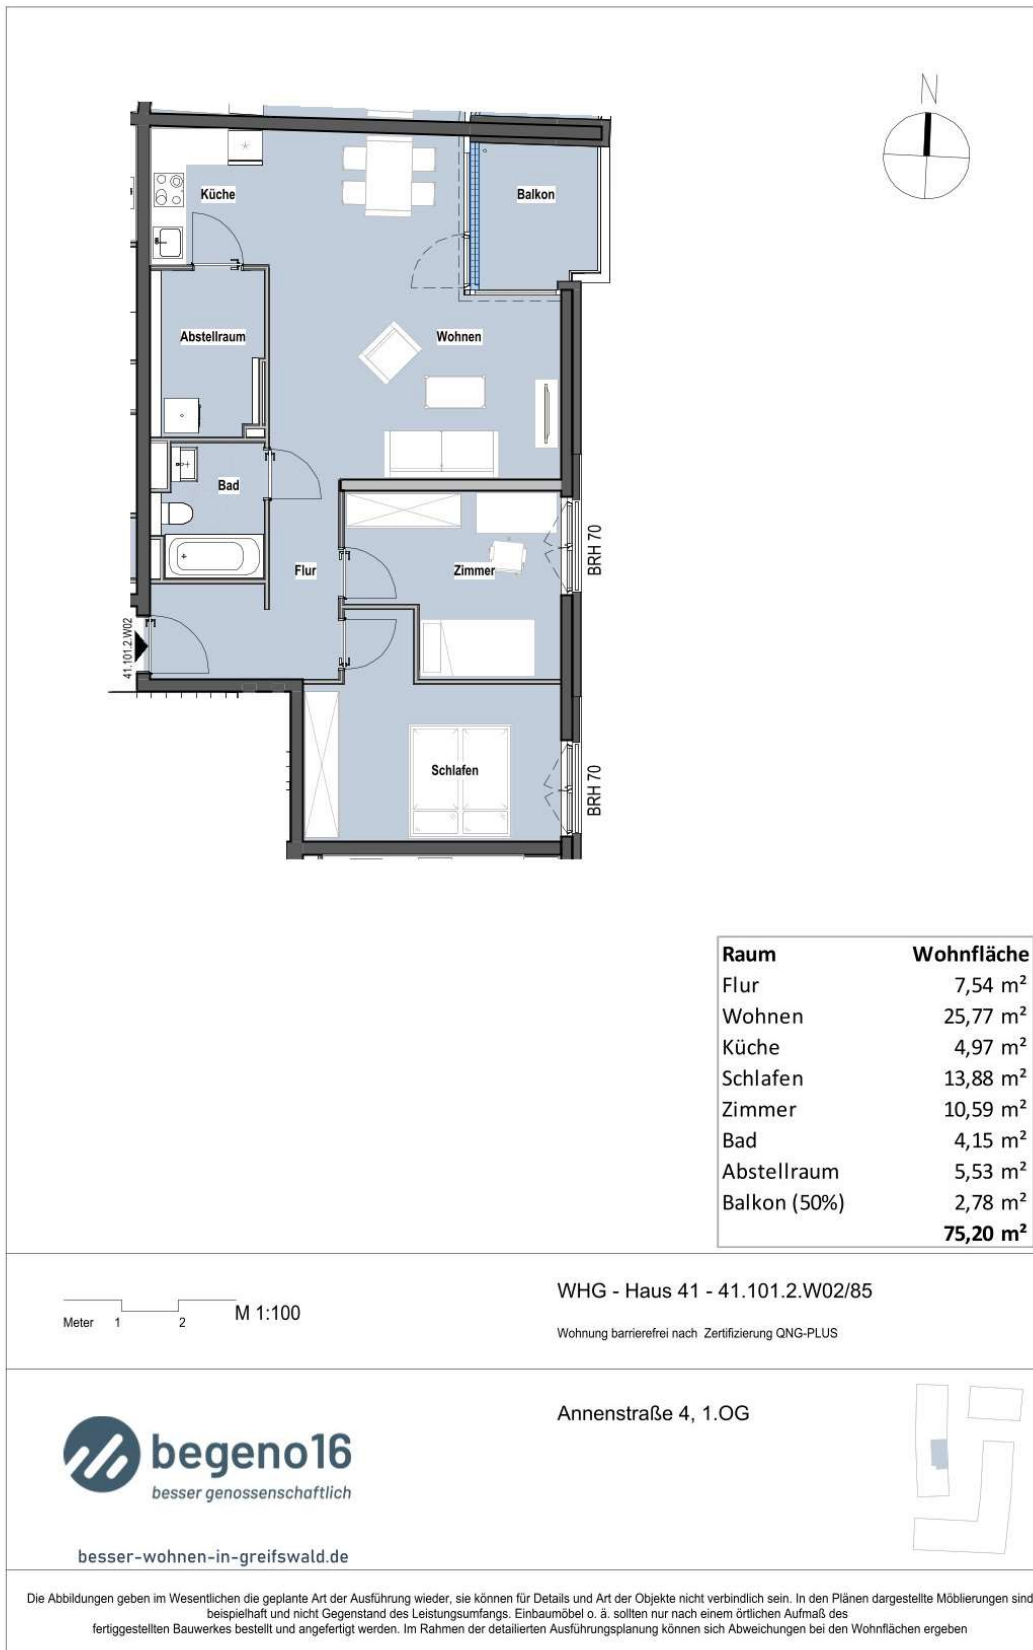 N
Küche
Balkon
Abstellraum
Wohnen
Bad
BRH 70
Flur
Zimmer
41.101.2.W02
Schlafen
BRH 70
Raum Wohnfläche
Flur 7,54 m²
Wohnen 25,77 m²
Küche 4,97 m²
Schlafen 13,88 m²
Zimmer 10,59 m²
Bad 4,15 m²
Abstellraum 5,53 m²
Balkon (50%) 2,78 m²
75,20 m²
Meter 1 2 M 1:100
WHG - Haus 41 - 41.101.2.W02/85
Wohnung barrierefrei nach Zertifizierung QNG-PLUS
Annenstraße 4, 1.OG
begeno16
besser genossenschaftlich
besser-wohnen-in-greifswald.de
Die Abbildungen geben im Wesentlichen die geplante Art der Ausführung wieder, sie können für Details und Art der Objekte nicht verbindlich sein. In den Plänen dargestellte Möblierungen sind
beispielhaft und nicht Gegenstand des Leistungsumfangs. Einbaumöbel o. ä. sollten nur nach einem örtlichen Aufmaß des
fertiggestellten Bauwerkes bestellt und angefertigt werden. Im Rahmen der detailierten Ausführungsplanung können sich Abweichungen bei den Wohnflächen ergeben